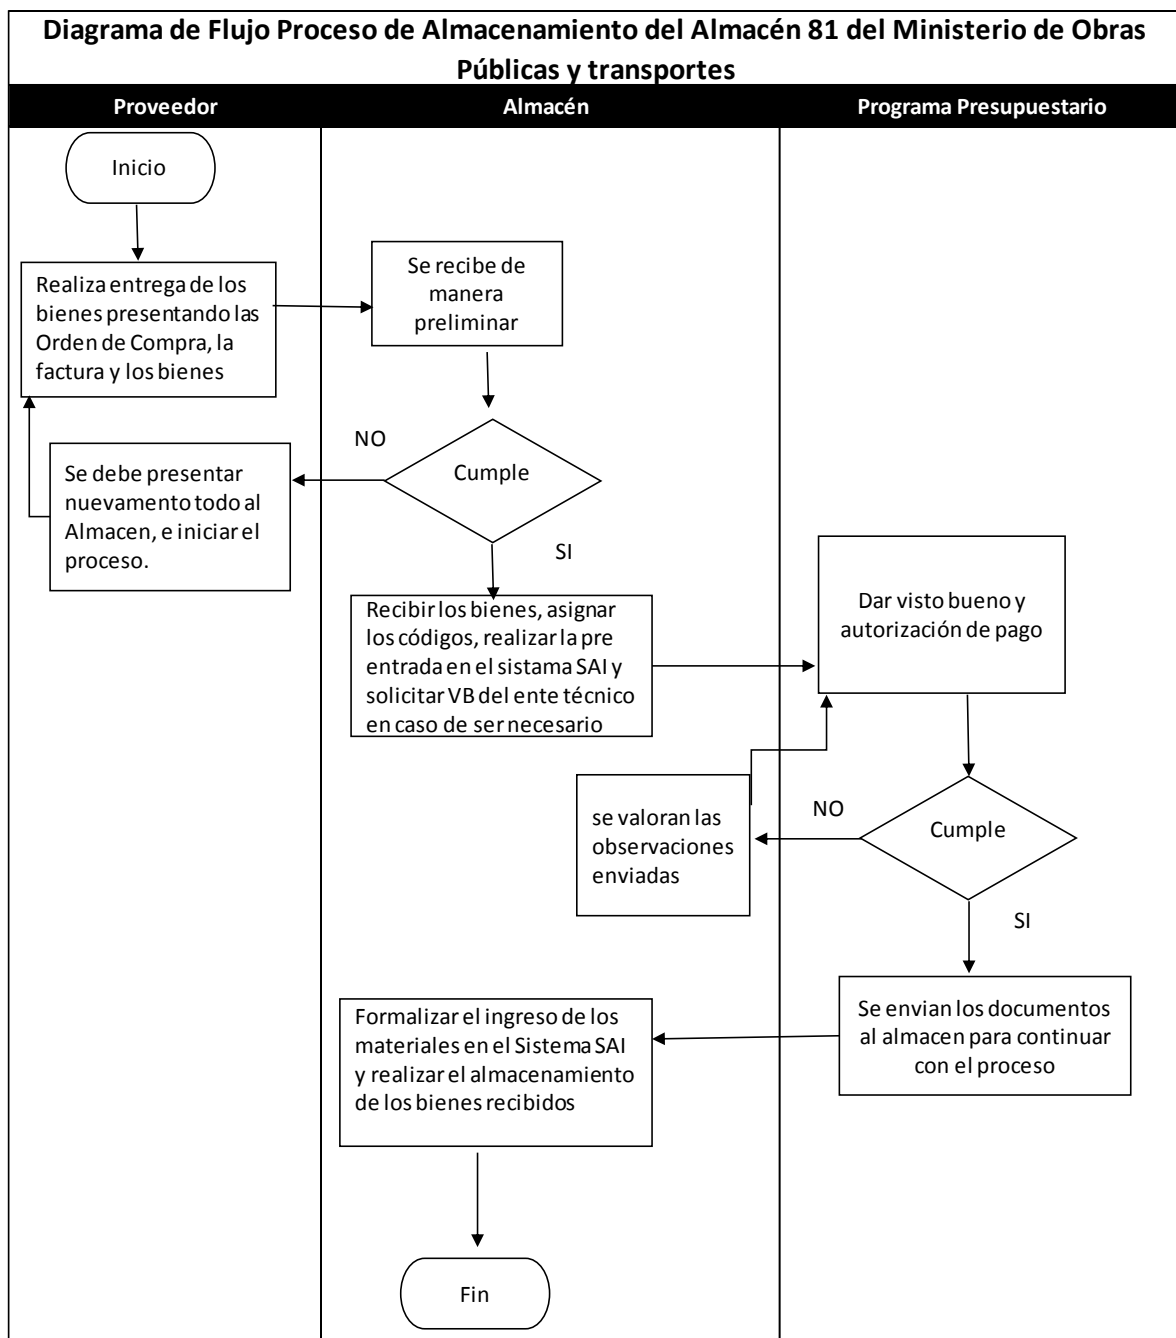 Diagrama de Flujo Proceso de Almacenamiento del Almacén 81 del Ministerio de Obras
Públicas y transportes
Proveedor
Almacén
Programa Presupuestario
Inicio
Realiza entrega de los
bienes presentando las
Orden de Compra, la
factura y los bienes
Se recibe de
manera
preliminar
NO
Cumple
Se debe presentar
nuevamento todo al
Almacen, e iniciar el
proceso.
SI
Recibir los bienes, asignar
los códigos, realizar la pre
entrada en el sistama SAI y
solicitar VB del ente técnico
en caso de ser necesario
Dar visto bueno y
autorización de pago
se valoran las
observaciones
enviadas
NO
Cumple
SI
Se envian los documentos
al almacen para continuar
con el proceso
Formalizar el ingreso de los
materiales en el Sistema SAI
y realizar el almacenamiento
de los bienes recibidos
Fin